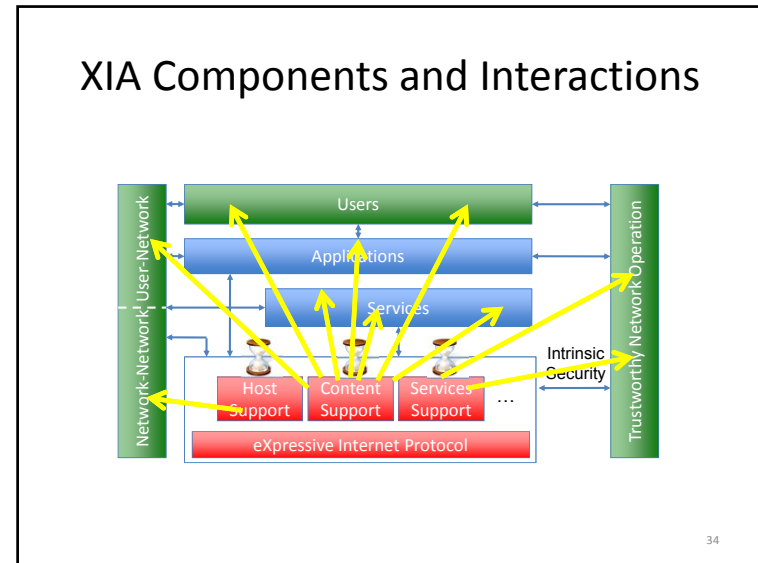 XIA Components and Interactions
Users
Applications
Services
Network-Network User-Network
Trustworthy Network Operation
Intrinsic
Security
Host
Support
Content
Support
Services
Support
...
eXpressive Internet Protocol
34